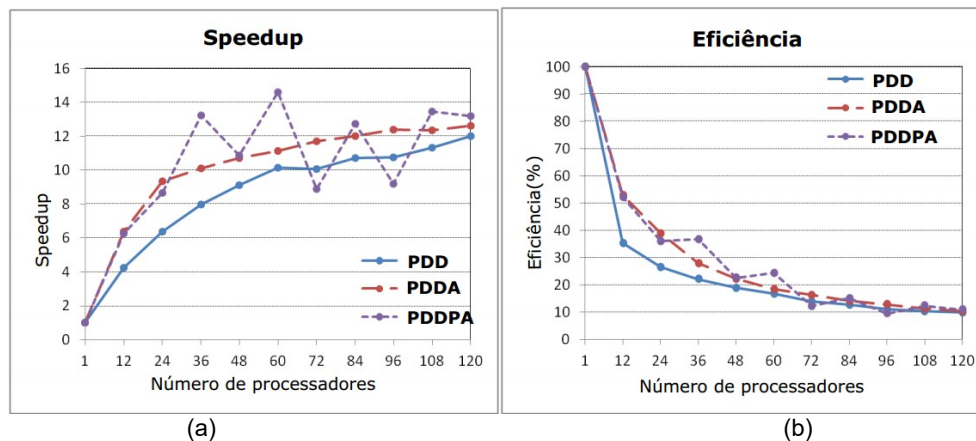 Speedup
16
14
12
10
8
6
4
2
0
Speedup
PDD
PDDA
PDDPA
1 12 24 36 48 60 72 84 96 108 120
Número de processadores
(a)
Eficiência
100
90
80
70
60
50
40
30
20
10
0
Eficiência(%)
PDD
PDDA
PDDPA
1 12 24 36 48 60 72 84 96 108 120
Número de processadores
(b)